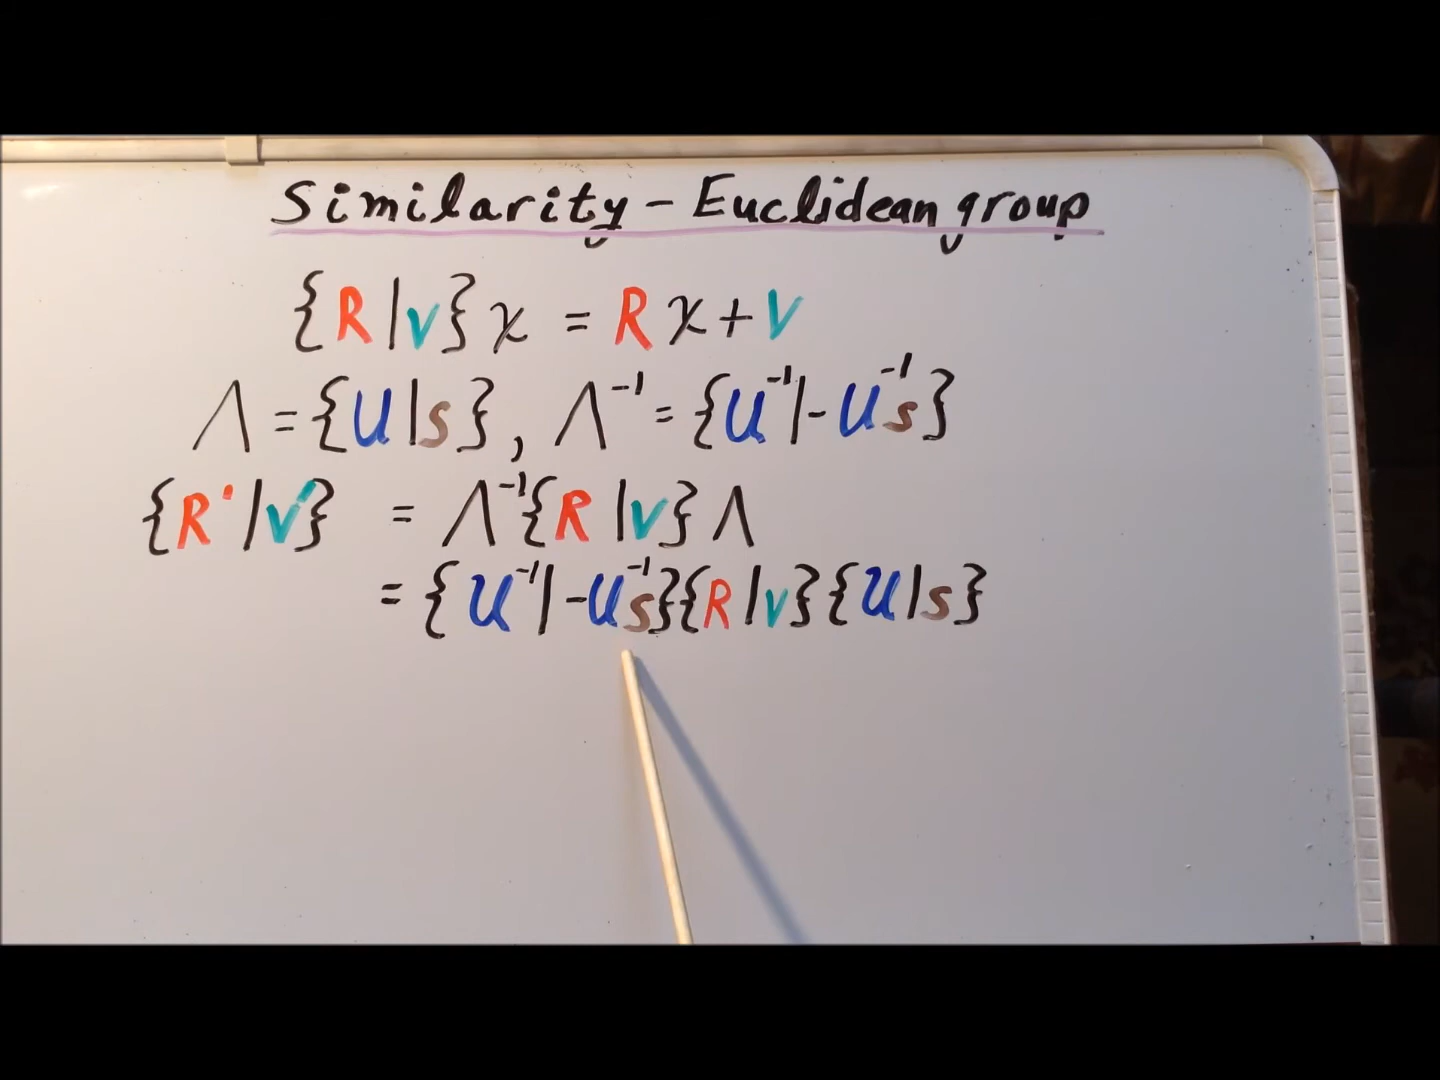 Similarity – Euclidean group
{R|v}x = Rx+v
Λ = {U|s}, Λ⁻¹ = {U⁻¹|-U⁻¹s}
{R'|v'} = Λ⁻¹{R|v}Λ
= {U⁻¹|-U⁻¹s}{R|v}{U|s}